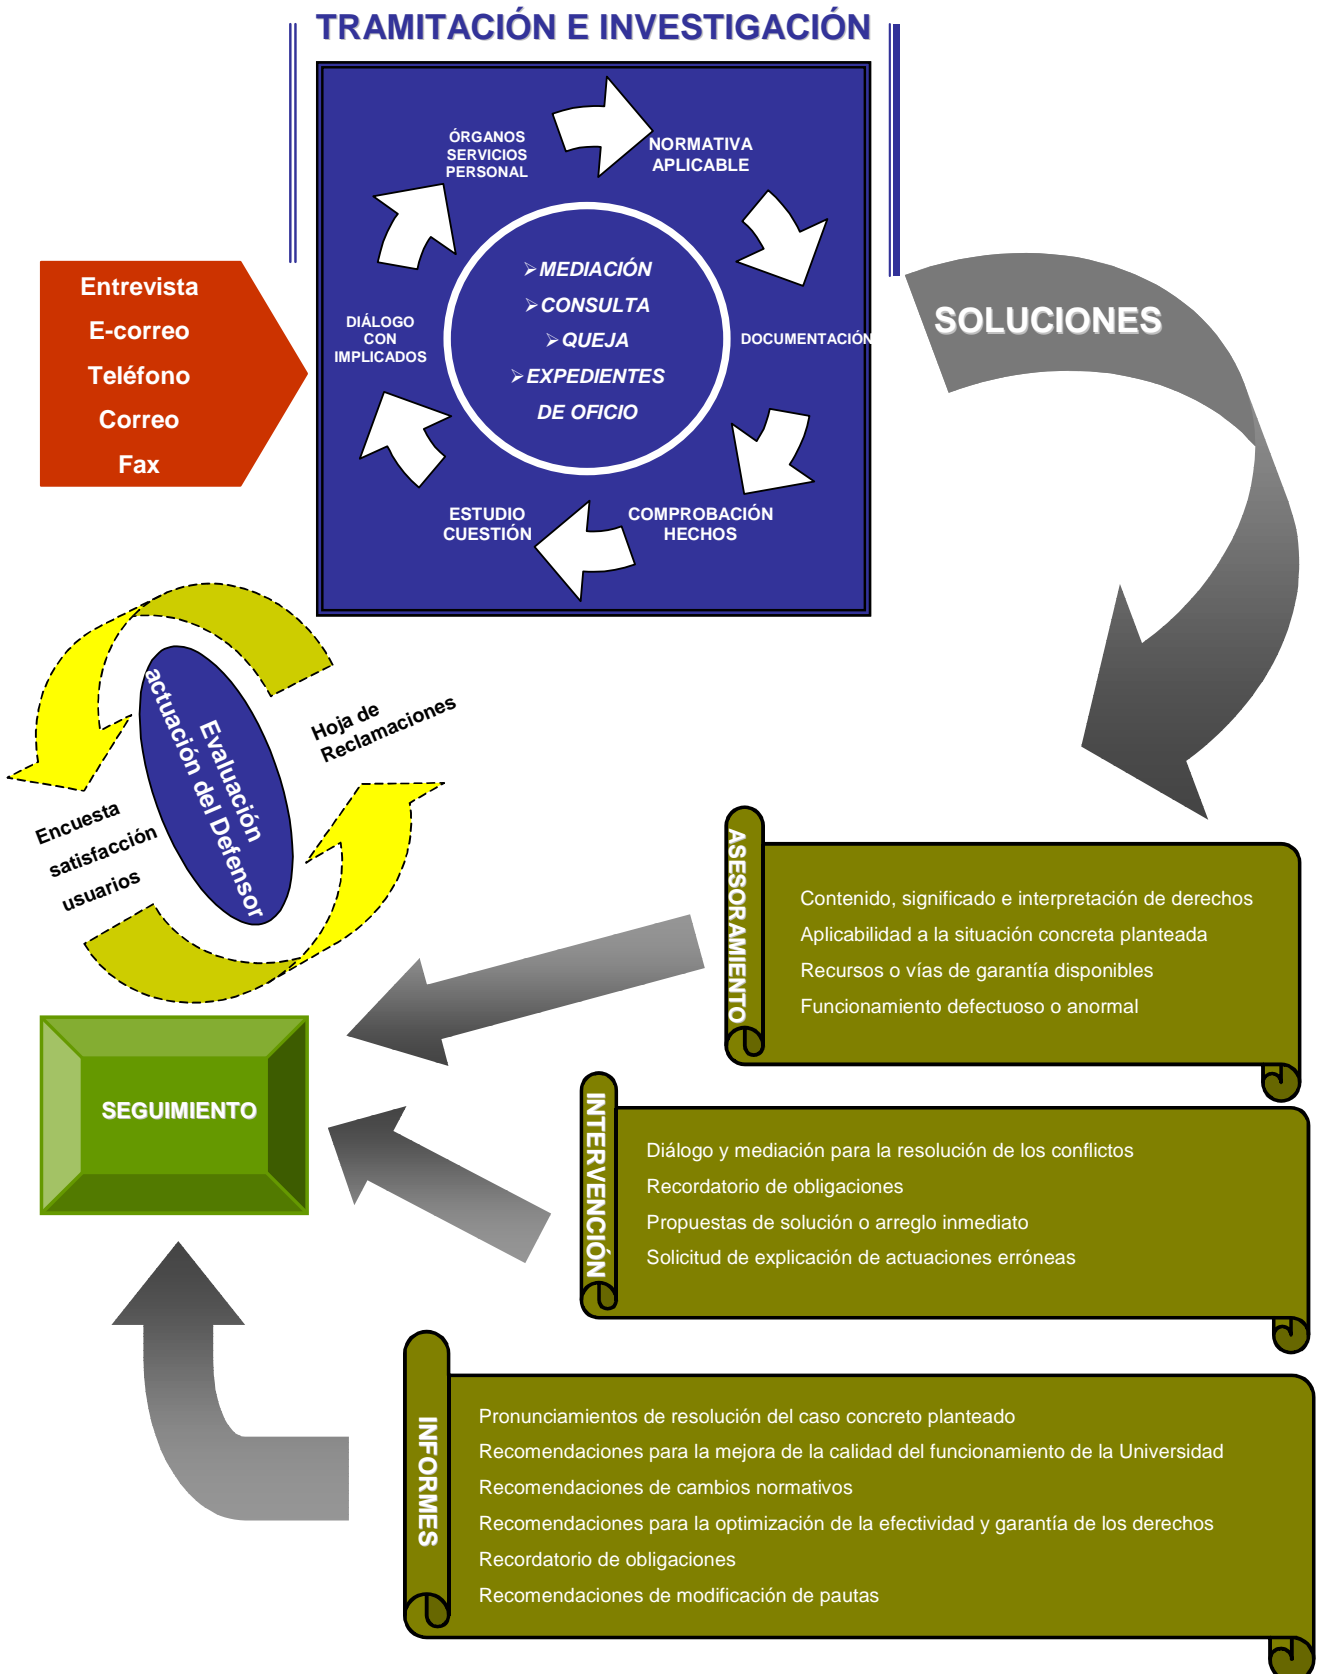 TRAMITACIÓN E INVESTIGACIÓN
ÓRGANOS
SERVICIOS
PERSONAL
NORMATIVA
APLICABLE
DOCUMENTACIÓN
COMPROBACIÓN
HECHOS
ESTUDIO
CUESTIÓN
DIÁLOGO
CON
IMPLICADOS
➢MEDIACIÓN
➢CONSULTA
➢QUEJA
➢EXPEDIENTES
DE OFICIO
Entrevista
E-correo
Teléfono
Correo
Fax
SOLUCIONES
Evaluación
actuación del Defensor
Hoja de
Reclamaciones
Encuesta
satisfacción
usuarios
ASESORAMIENTO
Contenido, significado e interpretación de derechos
Aplicabilidad a la situación concreta planteada
Recursos o vías de garantía disponibles
Funcionamiento defectuoso o anormal
SEGUIMIENTO
INTERVENCIÓN
Diálogo y mediación para la resolución de los conflictos
Recordatorio de obligaciones
Propuestas de solución o arreglo inmediato
Solicitud de explicación de actuaciones erróneas
INFORMES
Pronunciamientos de resolución del caso concreto planteado
Recomendaciones para la mejora de la calidad del funcionamiento de la Universidad
Recomendaciones de cambios normativos
Recomendaciones para la optimización de la efectividad y garantía de los derechos
Recordatorio de obligaciones
Recomendaciones de modificación de pautas